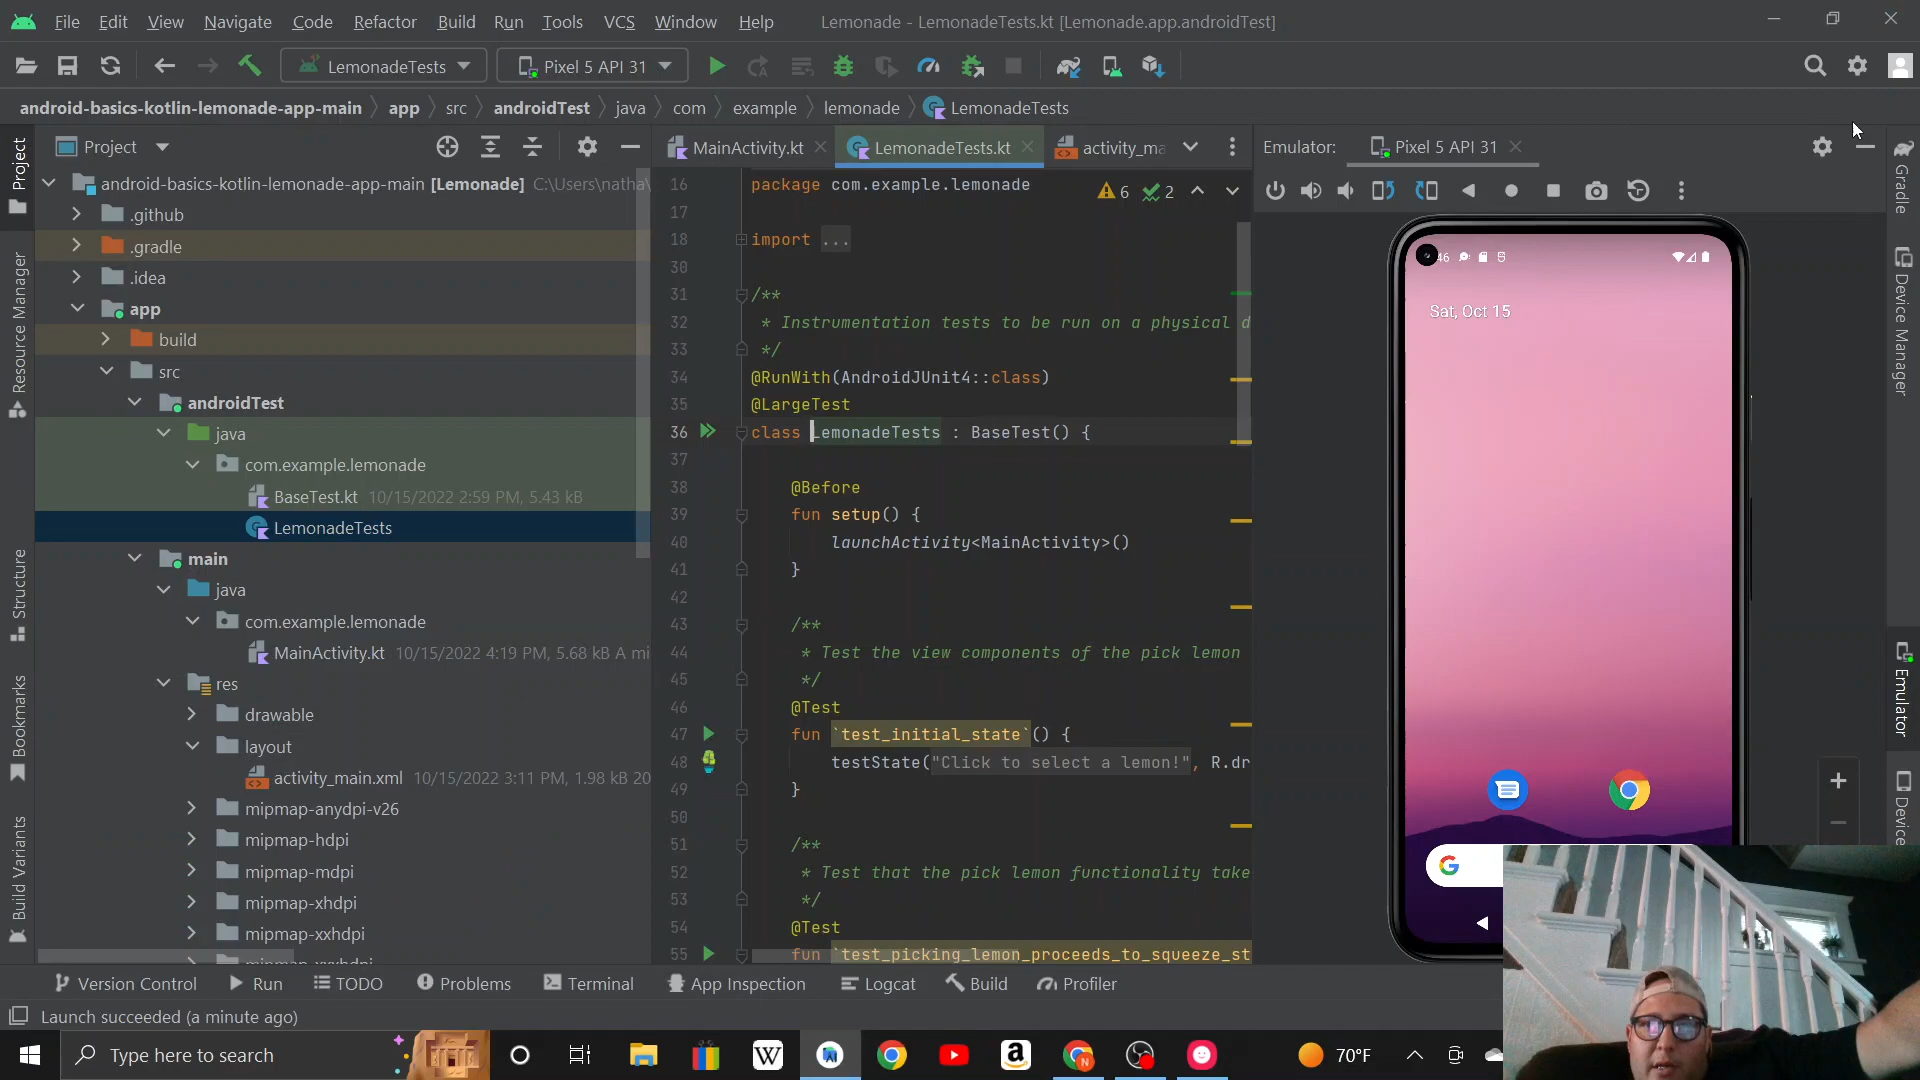 File Edit View Navigate Code Refactor Build Run Tools VCS Window Help Lemonade - LemonadeTests.kt [Lemonade.app.androidTest]
LemonadeTests Pixel 5 API 31
android-basics-kotlin-lemonade-app-main app src androidTest java com example lemonade LemonadeTests
Project
MainActivity.kt LemonadeTests.kt activity_ma
Emulator: Pixel 5 API 31
android-basics-kotlin-lemonade-app-main [Lemonade] C:\Users\natha\
.github
.gradle
.idea
app
build
src
androidTest
java
com.example.lemonade
BaseTest.kt 10/15/2022 2:59 PM, 5.43 kB
LemonadeTests
main
java
com.example.lemonade
MainActivity.kt 10/15/2022 4:19 PM, 5.68 kB A mi
res
drawable
layout
activity_main.xml 10/15/2022 3:11 PM, 1.98 kB 20
mipmap-anydpi-v26
mipmap-hdpi
mipmap-mdpi
mipmap-xhdpi
mipmap-xxhdpi
16 package com.example.lemonade 6 2
17
18 import ...
30
31 /**
32 * Instrumentation tests to be run on a physical d
33 */
34 @RunWith(AndroidJUnit4::class)
35 @LargeTest
36 class LemonadeTests : BaseTest() {
37
38 @Before
39 fun setup() {
40 launchActivity<MainActivity>()
41 }
42
43 /**
44 * Test the view components of the pick lemon
45 */
46 @Test
47 fun `test_initial_state`() {
48 testState("Click to select a lemon!", R.dr
49 }
50
51 /**
52 * Test that the pick lemon functionality take
53 */
54 @Test
55 fun `test_picking_lemon_proceeds_to_squeeze_st
46
Sat, Oct 15
G
Project
Resource Manager
Structure
Bookmarks
Build Variants
Gradle
Device Manager
Emulator
Device
Version Control Run TODO Problems Terminal App Inspection Logcat Build Profiler
Launch succeeded (a minute ago)
Type here to search
W
a
N
70°F